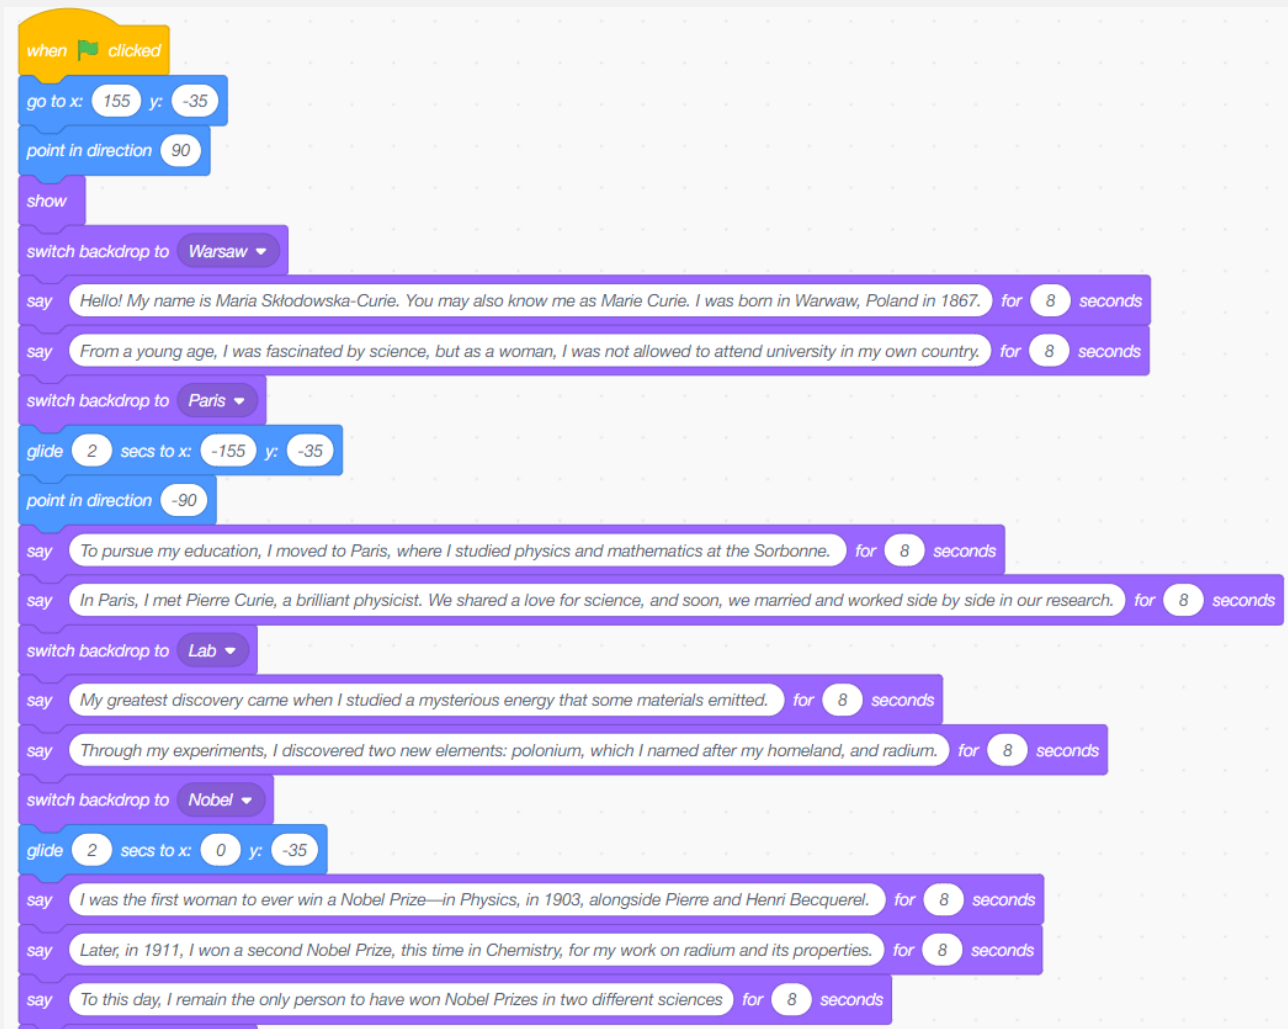 when clicked
go to x: 155 y: -35
point in direction 90
show
switch backdrop to Warsaw
say Hello! My name is Maria Skłodowska-Curie. You may also know me as Marie Curie. I was born in Warwaw, Poland in 1867. for 8 seconds
say From a young age, I was fascinated by science, but as a woman, I was not allowed to attend university in my own country. for 8 seconds
switch backdrop to Paris
glide 2 secs to x: -155 y: -35
point in direction -90
say To pursue my education, I moved to Paris, where I studied physics and mathematics at the Sorbonne. for 8 seconds
say In Paris, I met Pierre Curie, a brilliant physicist. We shared a love for science, and soon, we married and worked side by side in our research. for 8 seconds
switch backdrop to Lab
say My greatest discovery came when I studied a mysterious energy that some materials emitted. for 8 seconds
say Through my experiments, I discovered two new elements: polonium, which I named after my homeland, and radium. for 8 seconds
switch backdrop to Nobel
glide 2 secs to x: 0 y: -35
say I was the first woman to ever win a Nobel Prize—in Physics, in 1903, alongside Pierre and Henri Becquerel. for 8 seconds
say Later, in 1911, I won a second Nobel Prize, this time in Chemistry, for my work on radium and its properties. for 8 seconds
say To this day, I remain the only person to have won Nobel Prizes in two different sciences for 8 seconds